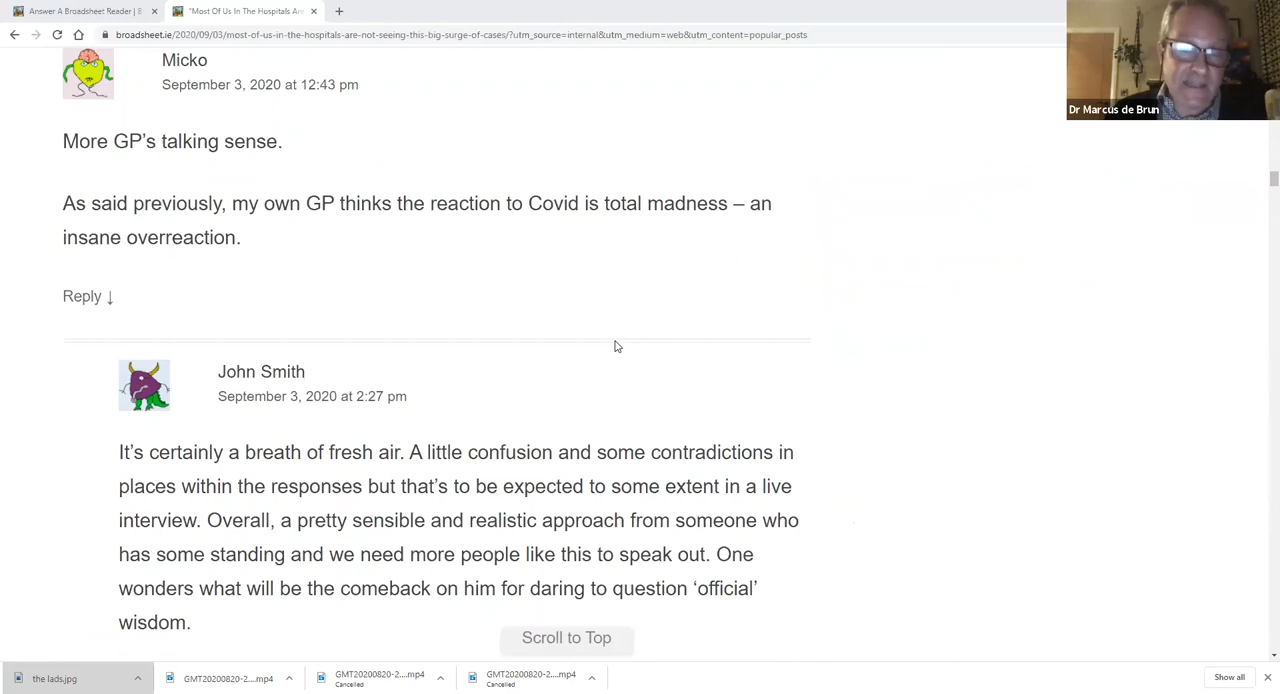 Answer A Broadsheet Reader | B
"Most Of Us In The Hospitals Are
broadsheet.ie/2020/09/03/most-of-us-in-the-hospitals-are-not-seeing-this-big-surge-of-cases/?utm_source=internal&utm_medium=web&utm_content=popular_posts
Dr Marcus de Brun
Micko
September 3, 2020 at 12:43 pm
More GP’s talking sense.
As said previously, my own GP thinks the reaction to Covid is total madness – an
insane overreaction.
Reply ↓
John Smith
September 3, 2020 at 2:27 pm
It’s certainly a breath of fresh air. A little confusion and some contradictions in
places within the responses but that’s to be expected to some extent in a live
interview. Overall, a pretty sensible and realistic approach from someone who
has some standing and we need more people like this to speak out. One
wonders what will be the comeback on him for daring to question ‘official’
wisdom.
Scroll to Top
the lads.jpg
GMT20200820-2....mp4
GMT20200820-2....mp4
Cancelled
GMT20200820-2....mp4
Cancelled
Show all